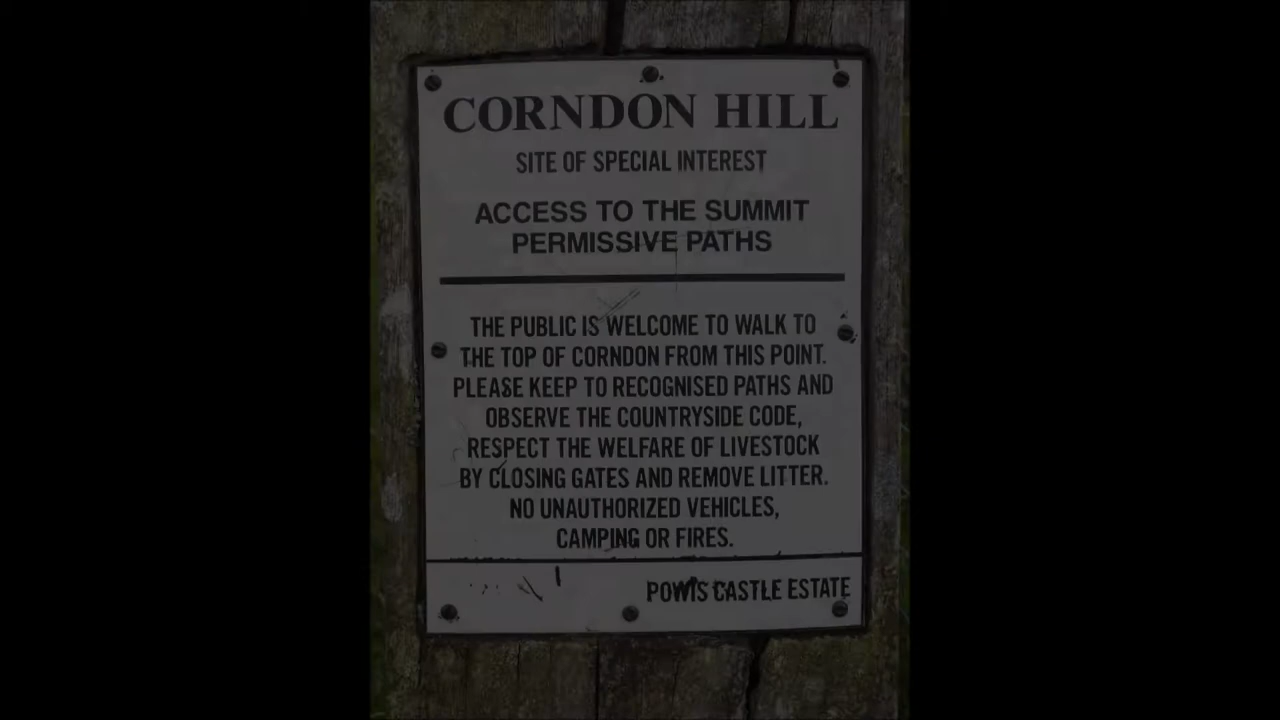 CORNDON HILL
SITE OF SPECIAL INTEREST
ACCESS TO THE SUMMIT
PERMISSIVE PATHS
THE PUBLIC IS WELCOME TO WALK TO
THE TOP OF CORNDON FROM THIS POINT.
PLEASE KEEP TO RECOGNISED PATHS AND
OBSERVE THE COUNTRYSIDE CODE,
RESPECT THE WELFARE OF LIVESTOCK
BY CLOSING GATES AND REMOVE LITTER.
NO UNAUTHORIZED VEHICLES,
CAMPING OR FIRES.
POWIS CASTLE ESTATE